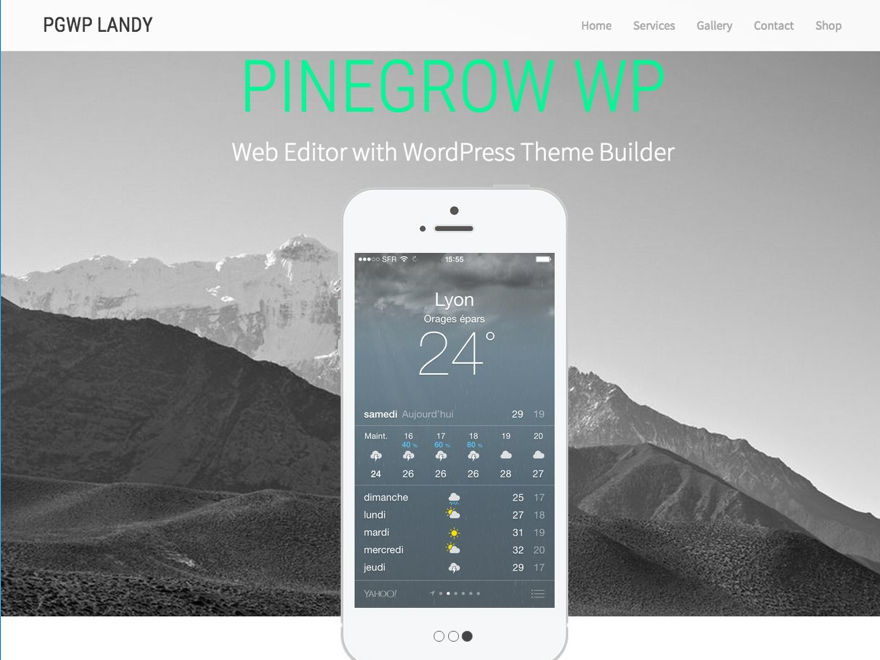 PGWP LANDY Home Services Gallery Contact Shop
PINEGROW WP
Web Editor with WordPress Theme Builder
SFR 15:55
Lyon
Orages épars
24°
samedi Aujourd'hui 29 19
Maint. 16 17 18 19 20
40 % 60 % 80 %
24 26 26 26 28 27
dimanche 25 17
lundi 27 18
mardi 31 19
mercredi 32 20
jeudi 29 17
YAHOO!